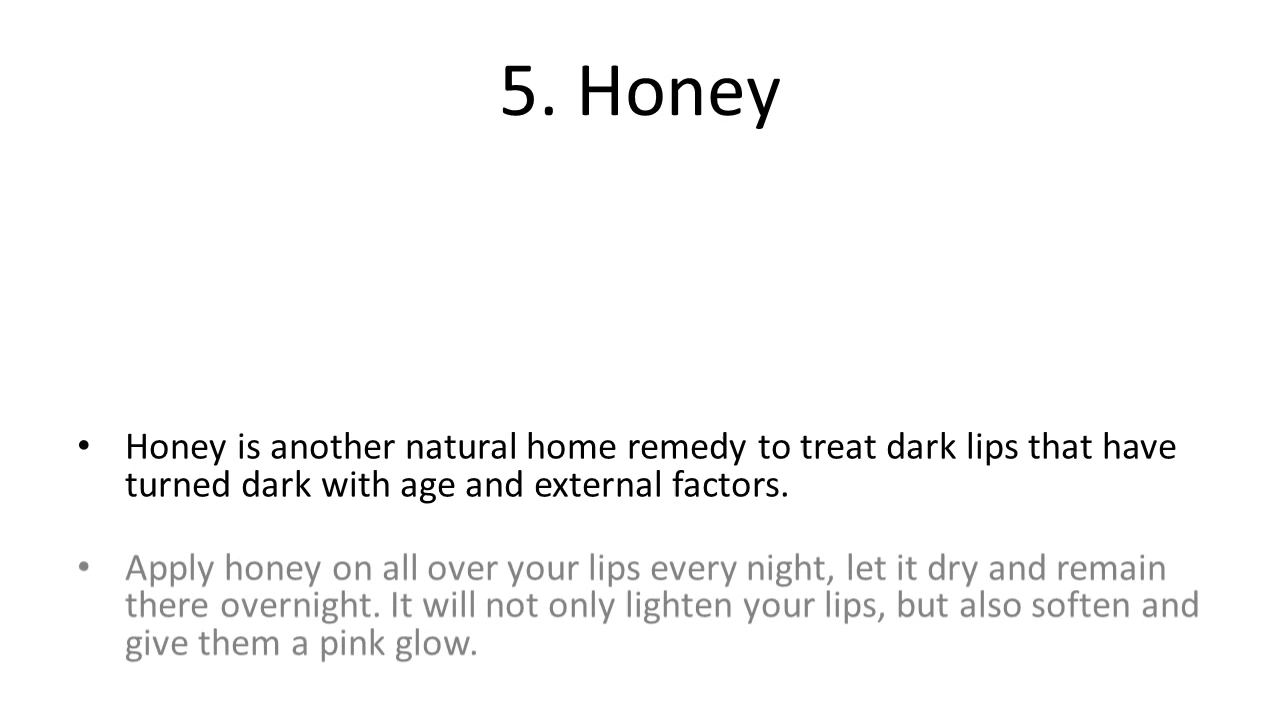 5. Honey
• Honey is another natural home remedy to treat dark lips that have
turned dark with age and external factors.
• Apply honey on all over your lips every night, let it dry and remain
there overnight. It will not only lighten your lips, but also soften and
give them a pink glow.